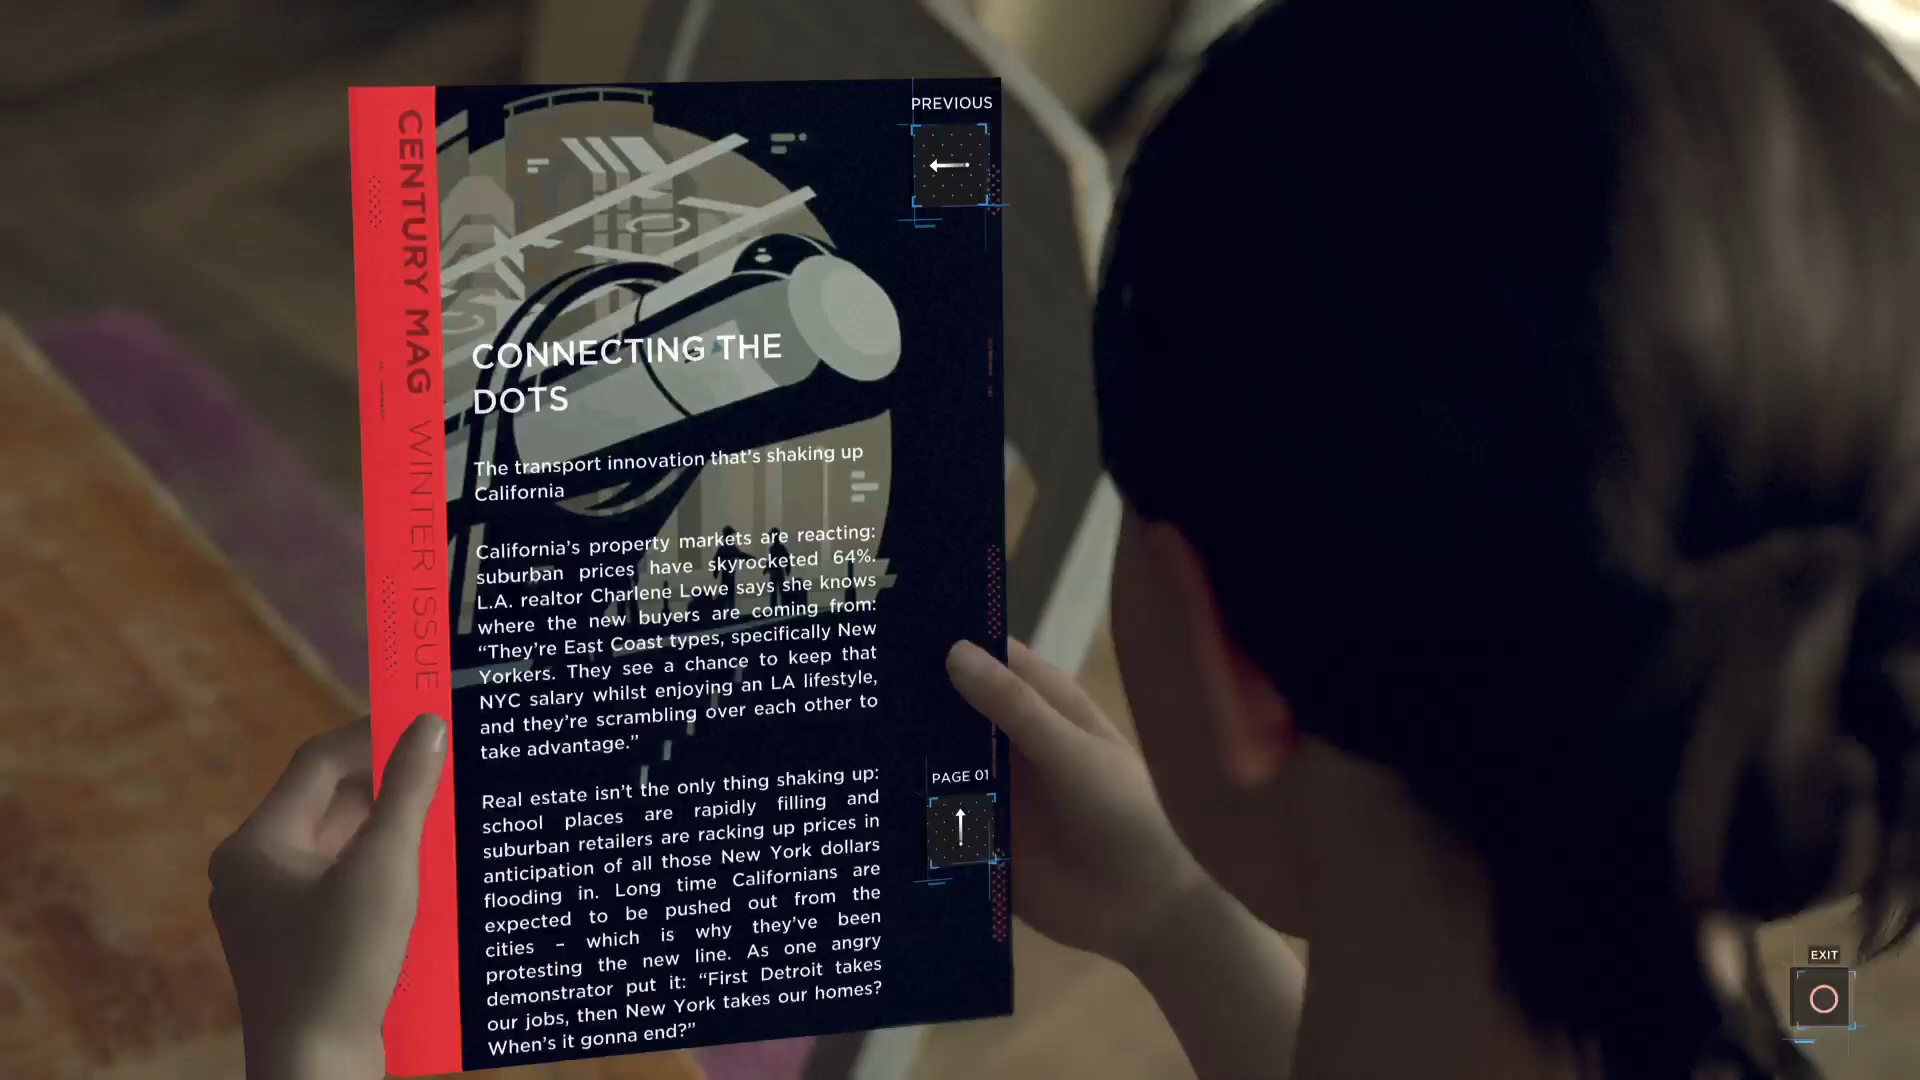 CENTURY MAG WINTER ISSUE
PREVIOUS
CONNECTING THE
DOTS
The transport innovation that's shaking up
California
California's property markets are reacting:
suburban prices have skyrocketed 64%.
L.A. realtor Charlene Lowe says she knows
where the new buyers are coming from:
“They're East Coast types, specifically New
Yorkers. They see a chance to keep that
NYC salary whilst enjoying an LA lifestyle,
and they're scrambling over each other to
take advantage.”
Real estate isn't the only thing shaking up:
school places are rapidly filling and
suburban retailers are racking up prices in
anticipation of all those New York dollars
flooding in. Long time Californians are
expected to be pushed out from the
cities – which is why they've been
protesting the new line. As one angry
demonstrator put it: “First Detroit takes
our jobs, then New York takes our homes?
When's it gonna end?”
PAGE 01
EXIT